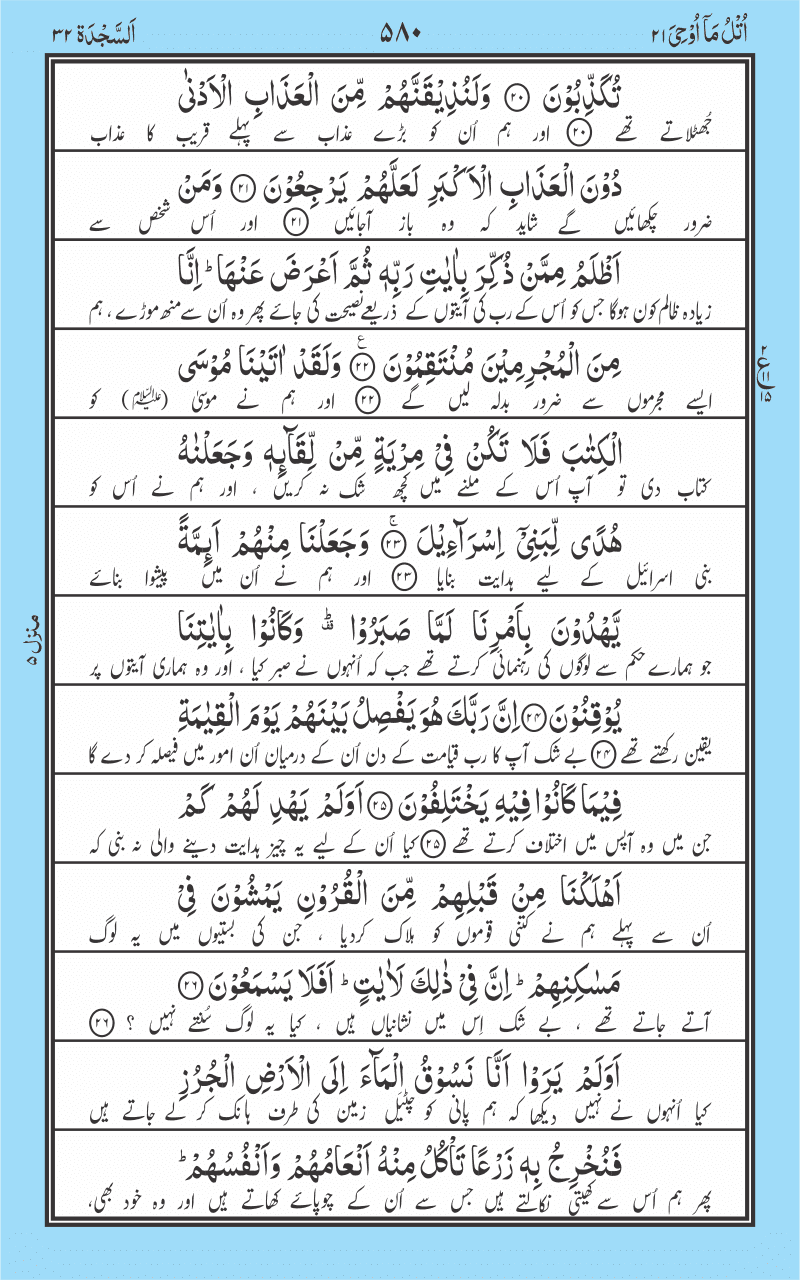 اُتْلُ مَاۤ اُوْحِیَ ۲۱
۵۸۰
اَلسَّجْدَة ۳۲
تُكَذِّبُوْنَ ۝۲۰ وَلَنُذِیْقَنَّهُمْ مِّنَ الْعَذَابِ الْاَدْنٰی
جُھٹلاتے تھے ۝۲۰ اور ہم اُن کو بڑے عذاب سے پہلے قریب کا عذاب
دُوْنَ الْعَذَابِ الْاَكْبَرِ لَعَلَّهُمْ یَرْجِعُوْنَ ۝۲۱ وَمَنْ
ضرور چکھائیں گے شاید کہ وہ باز آجائیں ۝۲۱ اور اُس شخص سے
اَظْلَمُ مِمَّنْ ذُكِّرَ بِاٰیٰتِ رَبِّهٖ ثُمَّ اَعْرَضَ عَنْهَا ؕ اِنَّا
زیادہ ظالم کون ہوگا جس کو اُس کے رب کی آیتوں کے ذریعے نصیحت کی جائے پھر وہ اُن سے منھ موڑے ، ہم
مِنَ الْمُجْرِمِیْنَ مُنْتَقِمُوْنَ ۝۲۲ ع وَلَقَدْ اٰتَیْنَا مُوْسَی
ایسے مجرموں سے ضرور بدلہ لیں گے ۝۲۲ اور ہم نے موسیٰ (علیہ السلام) کو
۲
ع
۱۱
۱۵
الْكِتٰبَ فَلَا تَكُنْ فِیْ مِرْیَةٍ مِّنْ لِّقَآئِهٖ وَجَعَلْنٰهُ
کتاب دی تو آپ اُس کے ملنے میں کچھ شک نہ کریں ، اور ہم نے اُس کو
هُدًی لِّبَنِیْۤ اِسْرَآءِیْلَ ۝۲۳ ۚ وَجَعَلْنَا مِنْهُمْ اَىِٕمَّةً
بنی اسرائیل کے لیے ہدایت بنایا ۝۲۳ اور ہم نے اُن میں پیشوا بنائے
یَّهْدُوْنَ بِاَمْرِنَا لَمَّا صَبَرُوْا ؕ۫ وَكَانُوْا بِاٰیٰتِنَا
جو ہمارے حکم سے لوگوں کی رہنمائی کرتے تھے جب کہ اُنہوں نے صبر کیا ، اور وہ ہماری آیتوں پر
منزل ۵
یُوْقِنُوْنَ ۝۲۴ اِنَّ رَبَّكَ هُوَ یَفْصِلُ بَیْنَهُمْ یَوْمَ الْقِیٰمَةِ
یقین رکھتے تھے ۝۲۴ بے شک آپ کا رب قیامت کے دن اُن کے درمیان اُن امور میں فیصلہ کر دے گا
فِیْمَا كَانُوْا فِیْهِ یَخْتَلِفُوْنَ ۝۲۵ اَوَلَمْ یَهْدِ لَهُمْ كَمْ
جن میں وہ آپس میں اختلاف کرتے تھے ۝۲۵ کیا اُن کے لیے یہ چیز ہدایت دینے والی نہ بنی کہ
اَهْلَكْنَا مِنْ قَبْلِهِمْ مِّنَ الْقُرُوْنِ یَمْشُوْنَ فِیْ
اُن سے پہلے ہم نے کتنی قوموں کو ہلاک کردیا ، جن کی بستیوں میں یہ لوگ
مَسٰكِنِهِمْ ؕ اِنَّ فِیْ ذٰلِكَ لَاٰیٰتٍ ؕ اَفَلَا یَسْمَعُوْنَ ۝۲۶
آتے جاتے تھے ، بے شک اِس میں نشانیاں ہیں ، کیا یہ لوگ سُنتے نہیں ؟ ۝۲۶
اَوَلَمْ یَرَوْا اَنَّا نَسُوْقُ الْمَآءَ اِلَی الْاَرْضِ الْجُرُزِ
کیا اُنہوں نے نہیں دیکھا کہ ہم پانی کو چٹیَل زمین کی طرف ہانک کر لے جاتے ہیں
فَنُخْرِجُ بِهٖ زَرْعًا تَاْكُلُ مِنْهُ اَنْعَامُهُمْ وَاَنْفُسُهُمْ ؕ
پھر ہم اُس سے کھیتی نکالتے ہیں جس سے اُن کے چوپائے کھاتے ہیں اور وہ خود بھی،